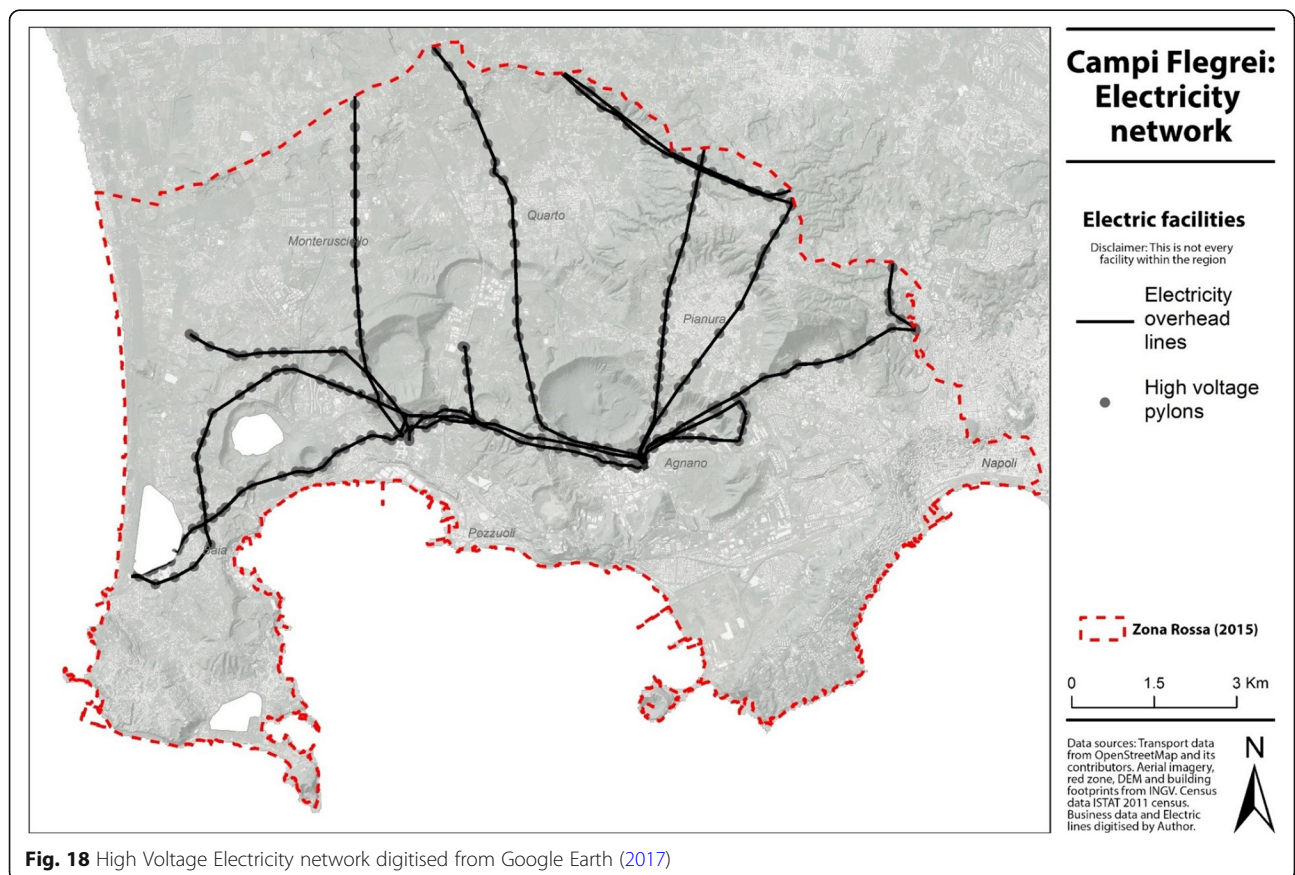 Campi Flegrei:
Electricity
network
Electric facilities
Disclaimer: This is not every
facility within the region
Electricity
overhead
lines
High voltage
pylons
Zona Rossa (2015)
0 1.5 3 Km
Data sources: Transport data
from OpenStreetMap and its
contributors. Aerial imagery,
red zone, DEM and building
footprints from INGV. Census
data ISTAT 2011 census.
Business data and Electric
lines digitised by Author.
N
Quarto
Monterusciello
Pianura
Agnano
Napoli
Pozzuoli
Baia
Fig. 18 High Voltage Electricity network digitised from Google Earth (2017)